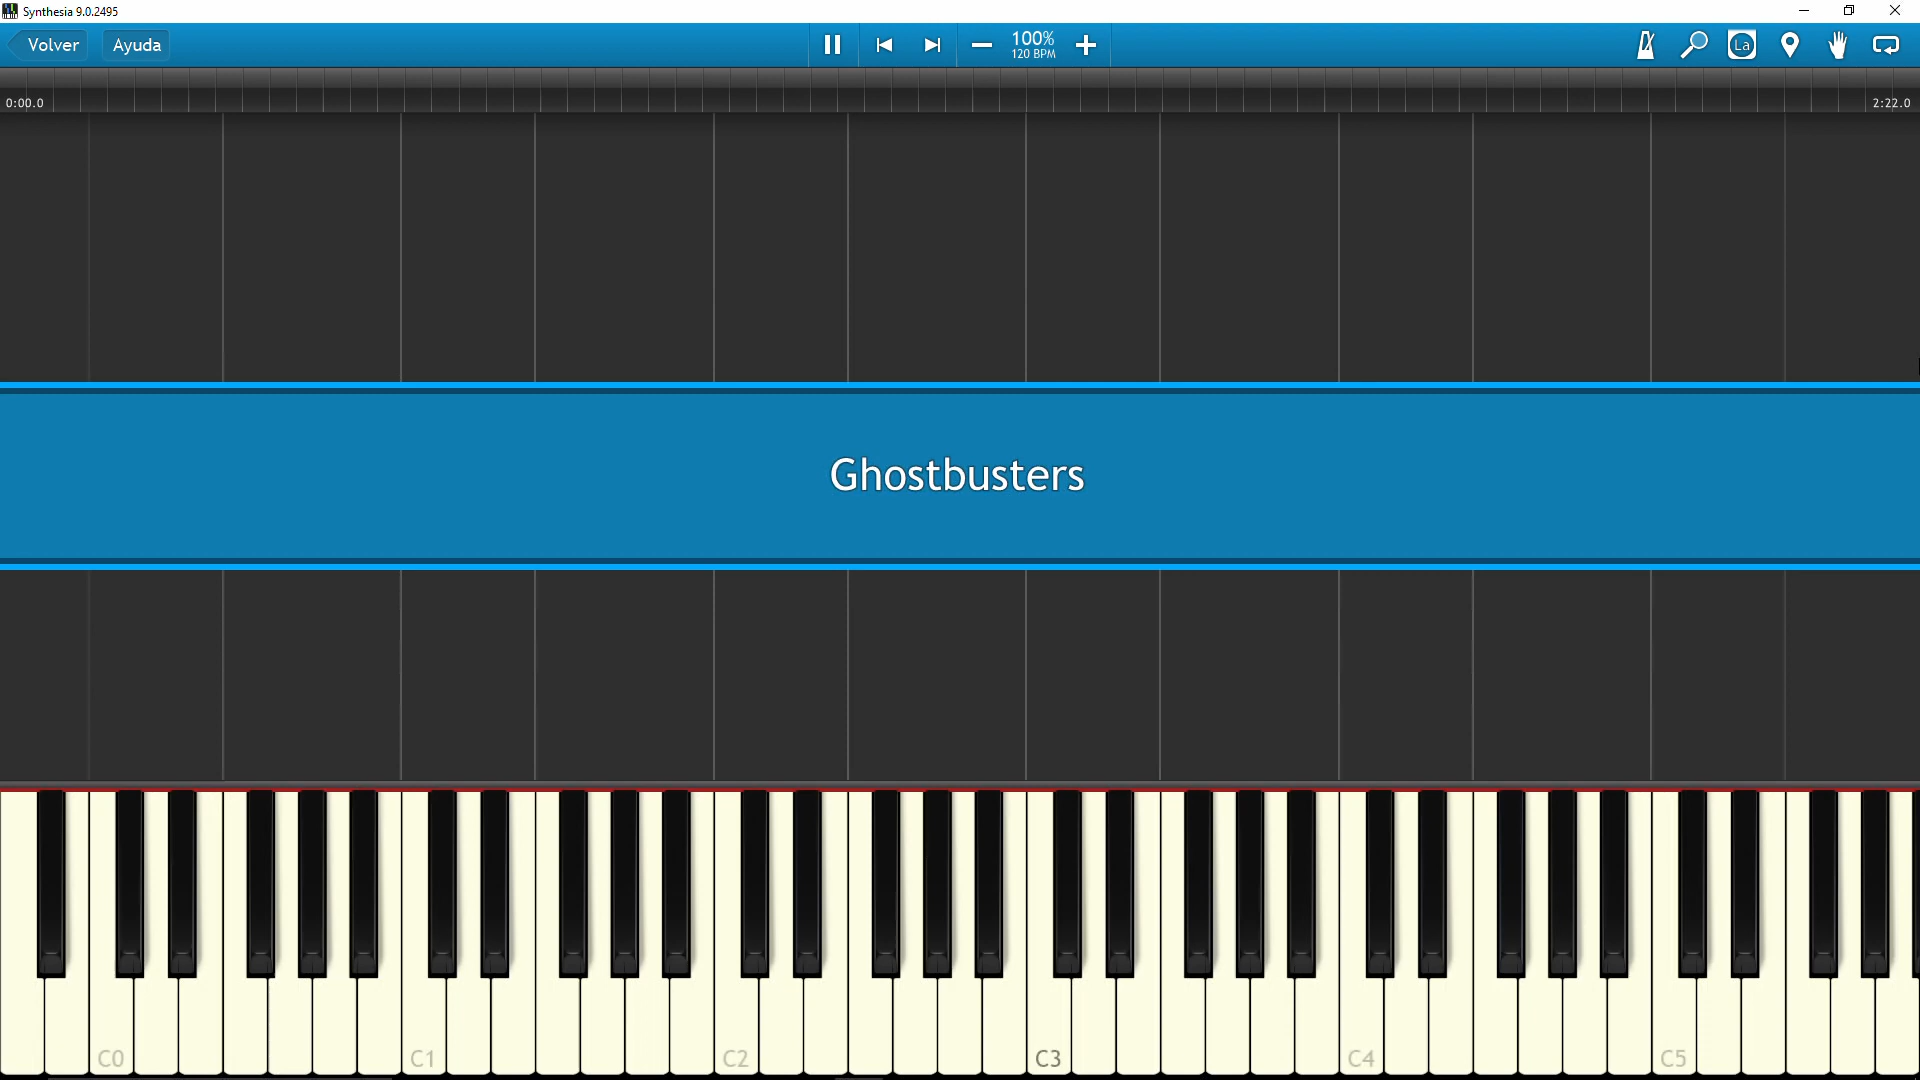 Synthesia 9.0.2495
Volver
Ayuda
100%
120 BPM
La
0:00.0
2:22.0
Ghostbusters
C0
C1
C2
C3
C4
C5